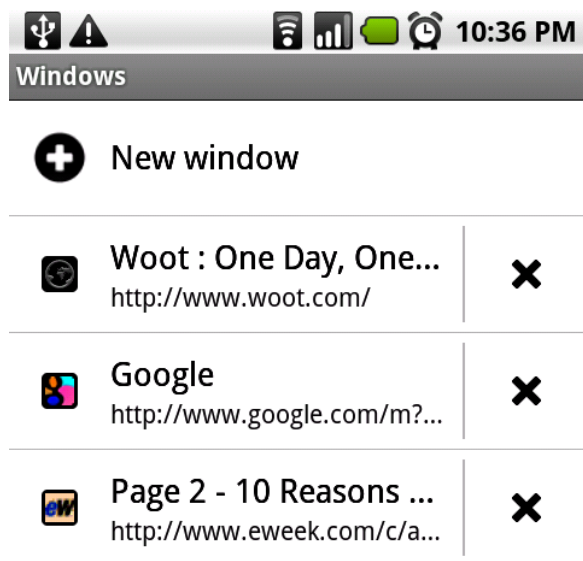 10:36 PM
Windows
New window
Woot : One Day, One...
http://www.woot.com/
Google
http://www.google.com/m?...
ew
Page 2 - 10 Reasons ...
http://www.eweek.com/c/a...